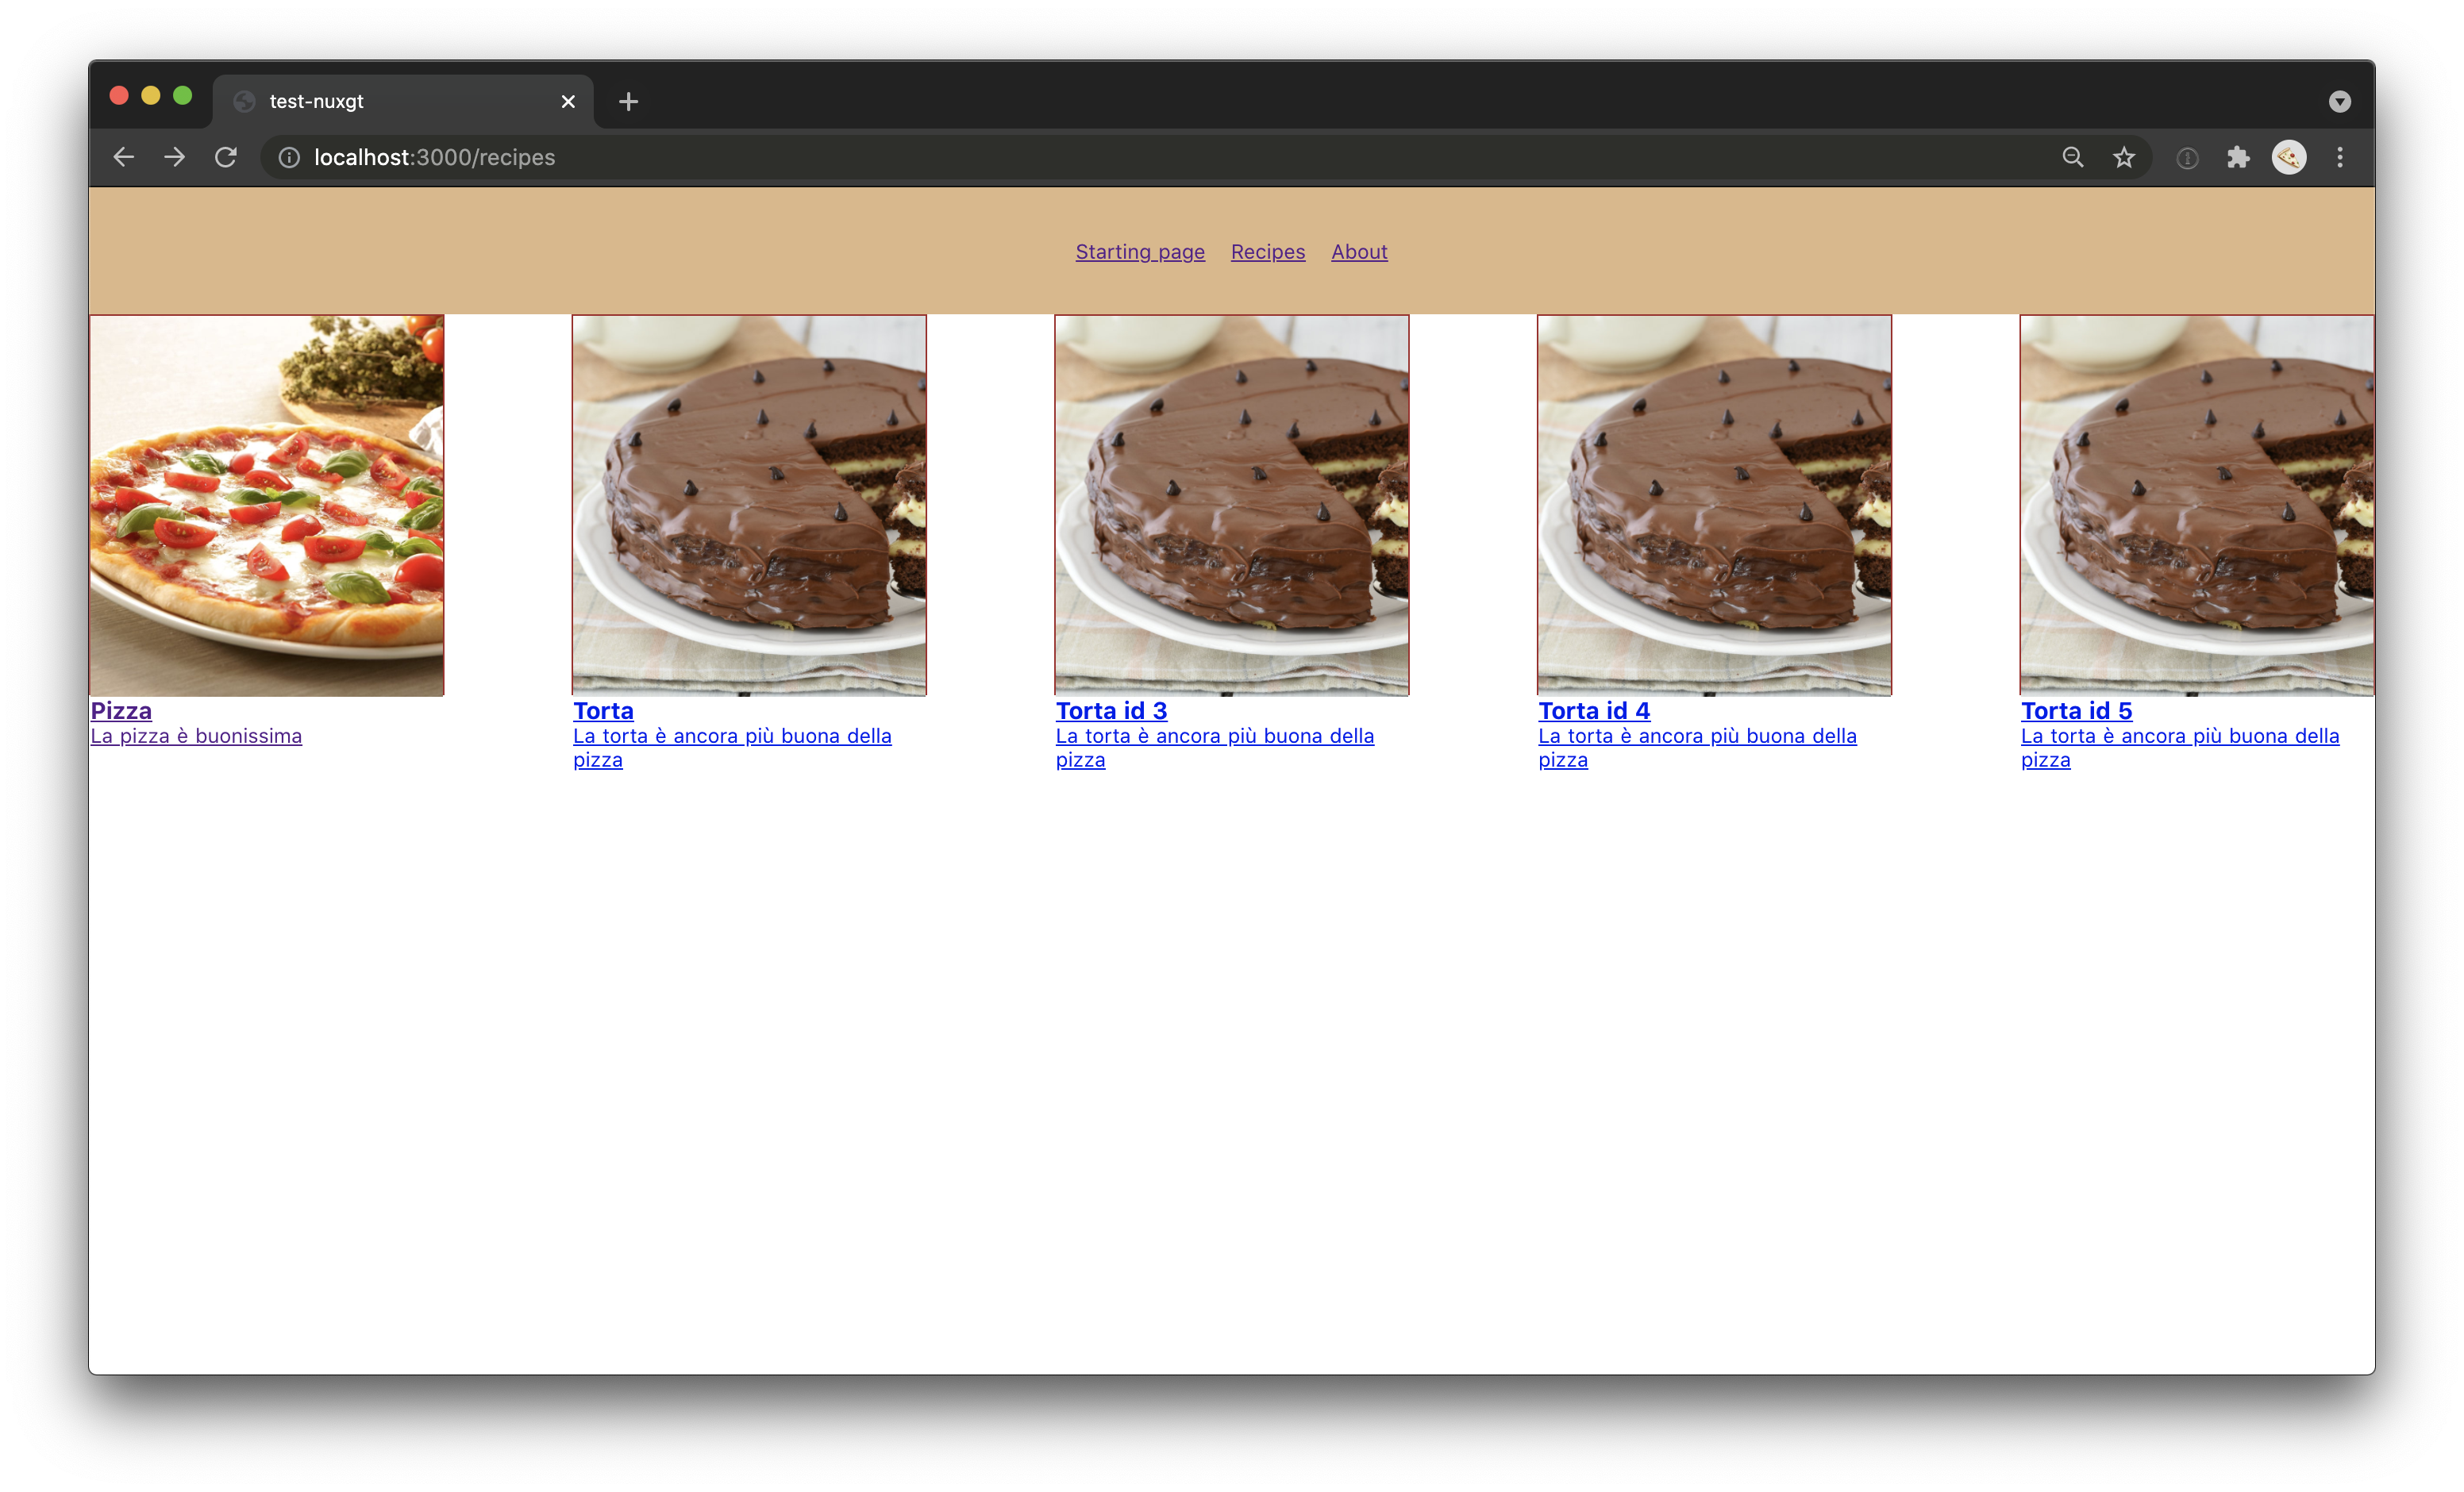 test-nuxgt
localhost:3000/recipes
Starting page Recipes About
Pizza
La pizza è buonissima
Torta
La torta è ancora più buona della
pizza
Torta id 3
La torta è ancora più buona della
pizza
Torta id 4
La torta è ancora più buona della
pizza
Torta id 5
La torta è ancora più buona della
pizza